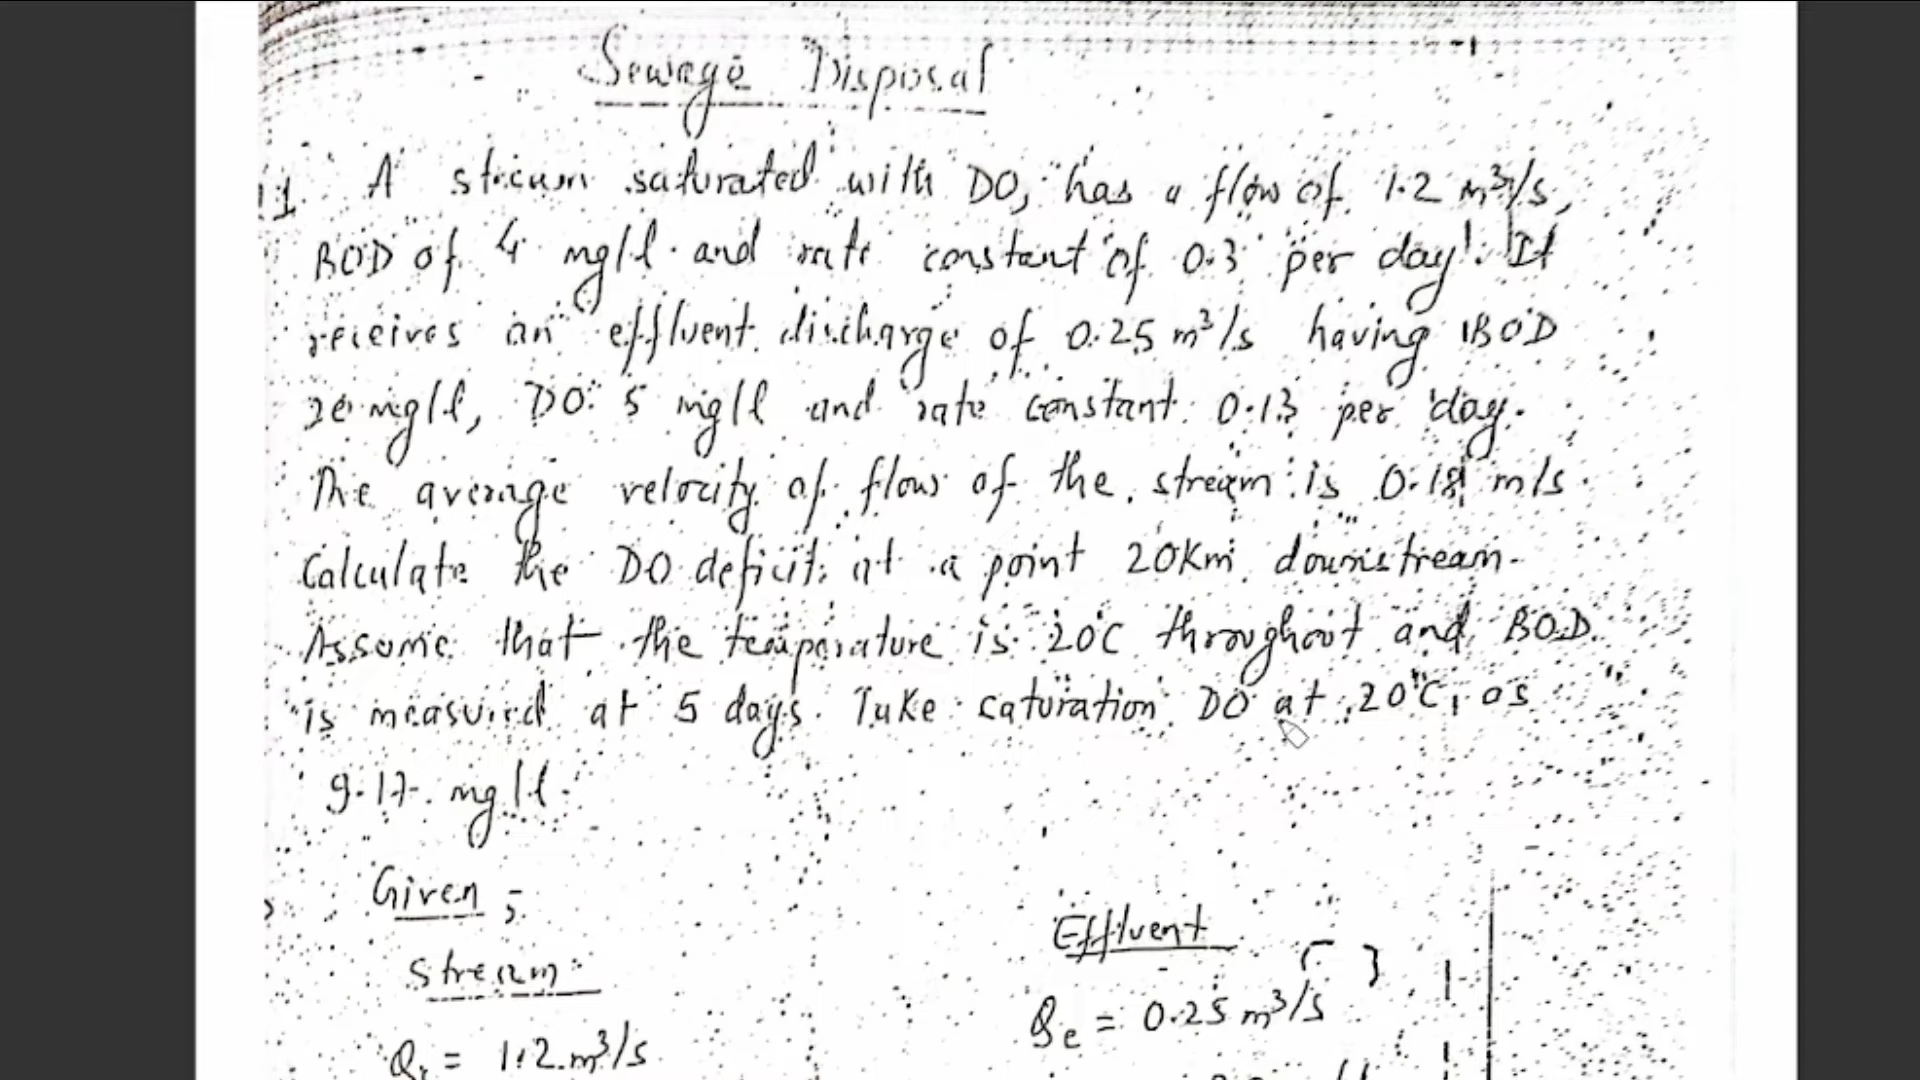 Sewage Disposal
1. A stream saturated with DO, has a flow of 1.2 m³/s,
BOD of 4 mg/l and rate constant of 0.3 per day. It
receives an effluent discharge of 0.25 m³/s having BOD
20 mg/l, DO 5 mg/l and rate constant 0.13 per day.
The average velocity of flow of the stream is 0.18 m/s.
Calculate the DO deficit at a point 20km downstream.
Assume that the temperature is 20°C throughout and BOD
is measured at 5 days. Take saturation DO at 20°C, as
9.17 mg/l.
Given ;
Effluent
Stream
Qe = 0.25 m³/s
= 1.2 m³/s